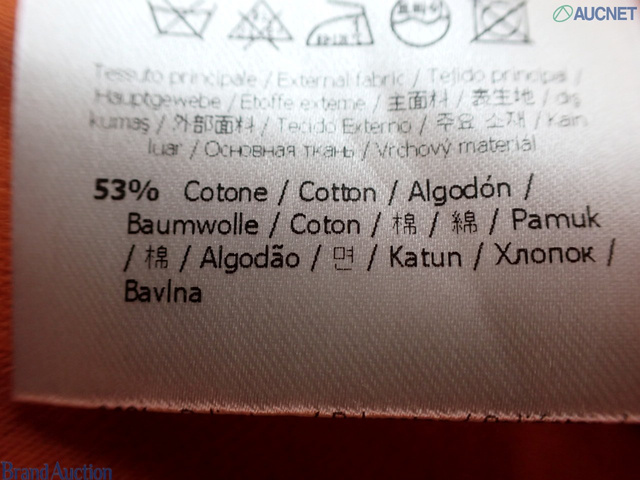 AUCNET
Tessuto principale / External fabric / Tejido principal /
Hauptgewebe / Etoffe externe / 主面料 / 表生地 / dış
kumaş / 外部面料 / Tecido Externo / 주요 소재 / Kain
luar / Основная ткань / Vrchový materiál
53% Cotone / Cotton / Algodón /
Baumwolle / Coton / 棉 / 綿 / Pamuk
/ 棉 / Algodão / 면 / Katun / Хлопок /
Bavlna
Brand Auction